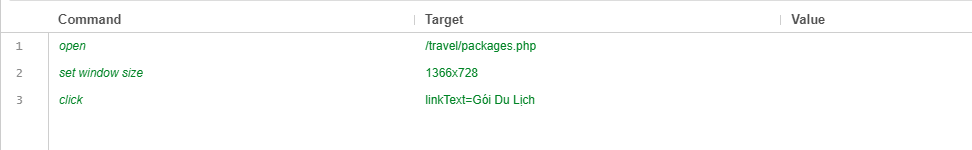 Command Target Value
1 open /travel/packages.php
2 set window size 1366x728
3 click linkText=Gói Du Lịch